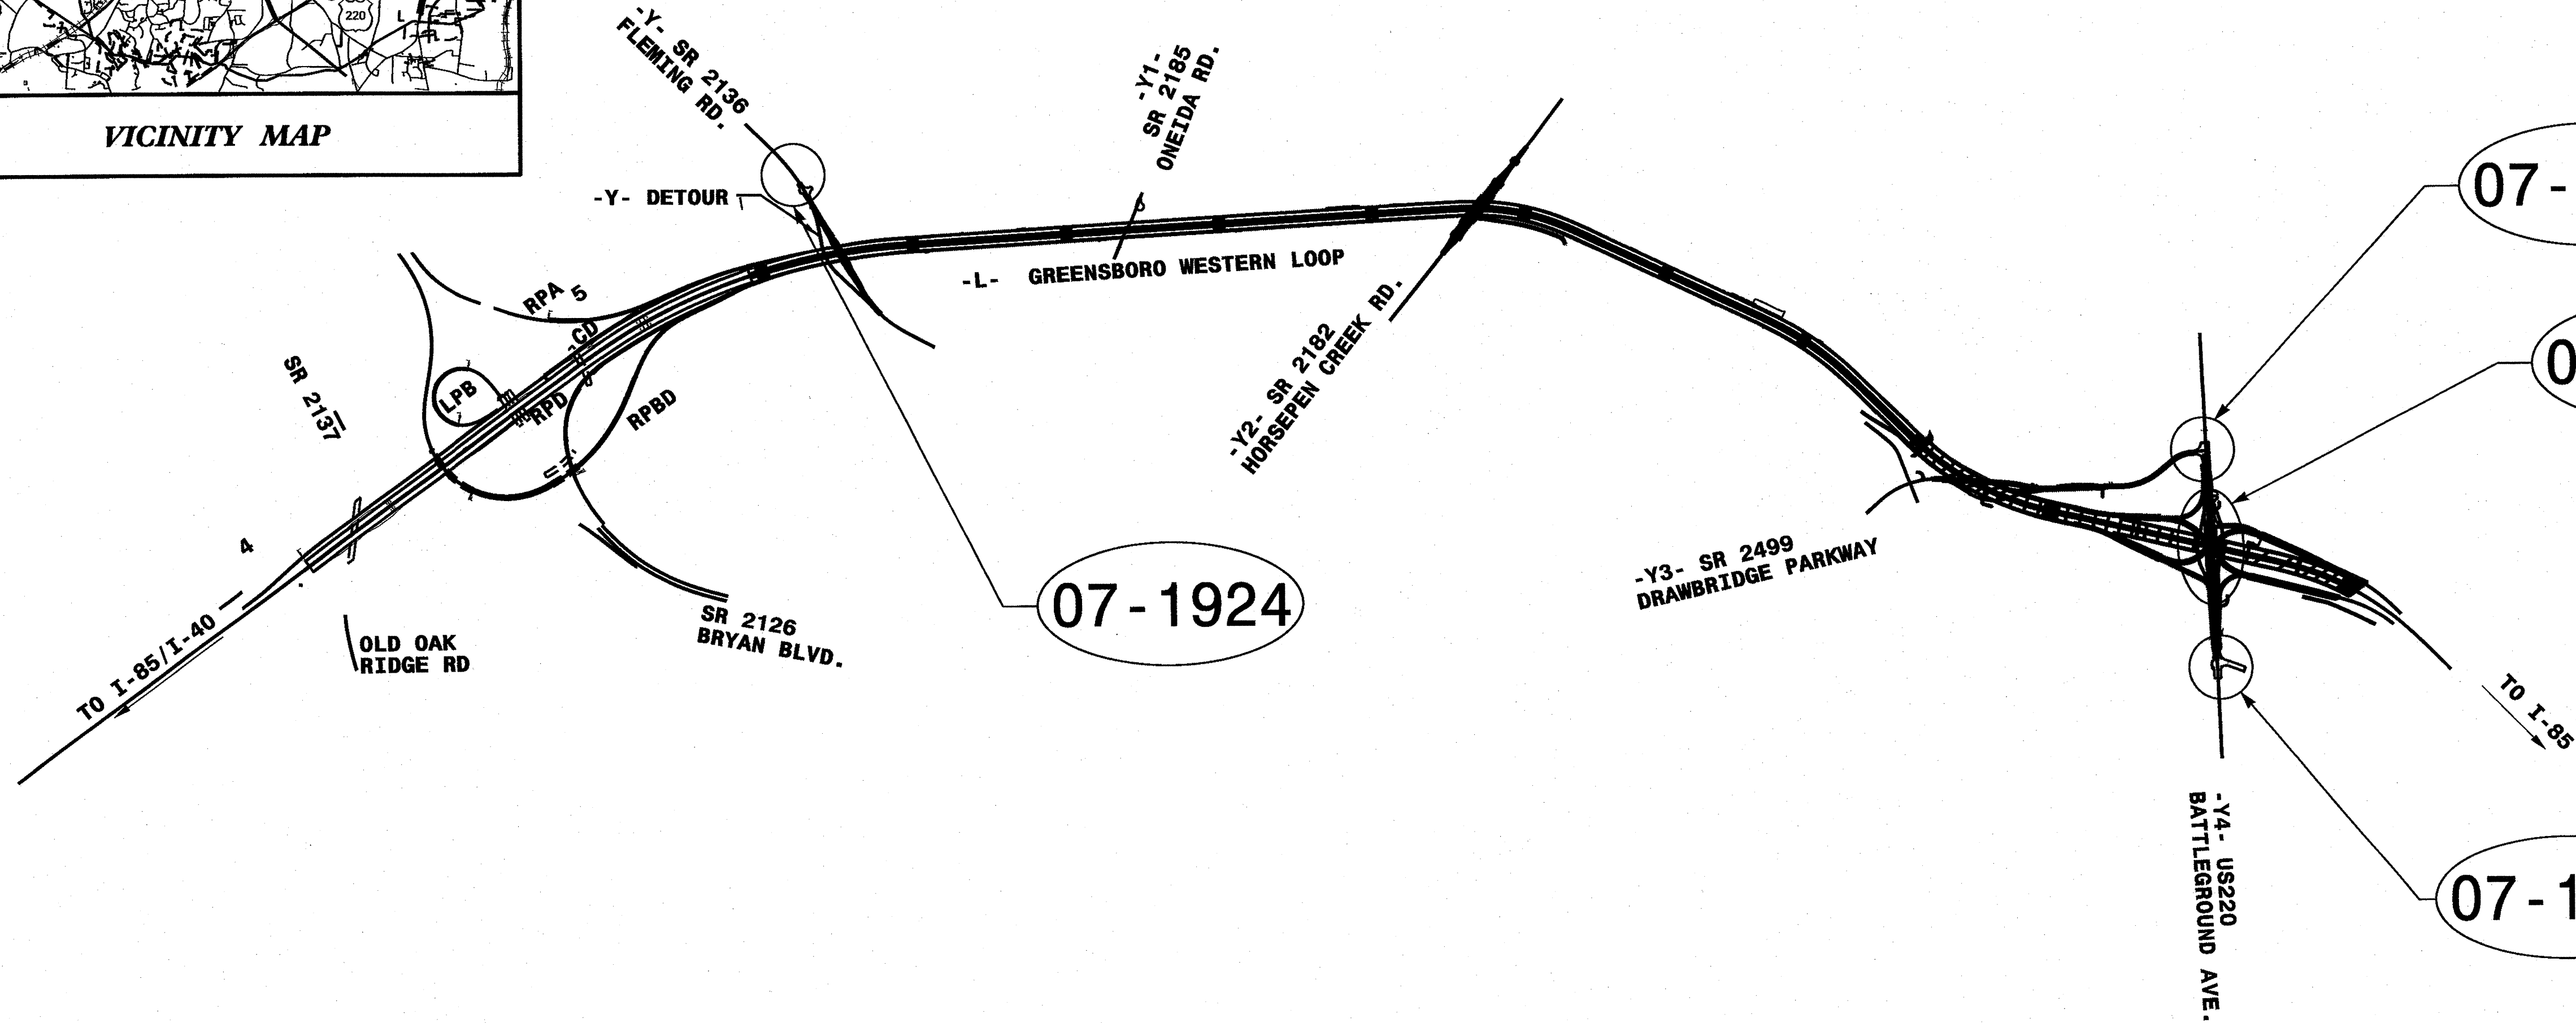 220
VICINITY MAP
-Y- SR 2136
FLEMING RD.
-Y- DETOUR
-Y1-
SR 2185
ONEIDA RD.
-L- GREENSBORO WESTERN LOOP
-Y2- SR 2182
HORSEPEN CREEK RD.
RPA 5
CD
LPB
RPD
RPBD
SR 2137
4
TO I-85/I-40
OLD OAK
RIDGE RD
SR 2126
BRYAN BLVD.
07-1924
-Y3- SR 2499
DRAWBRIDGE PARKWAY
07-
0
07-1
TO I-85
-Y4- US220
BATTLEGROUND AVE.